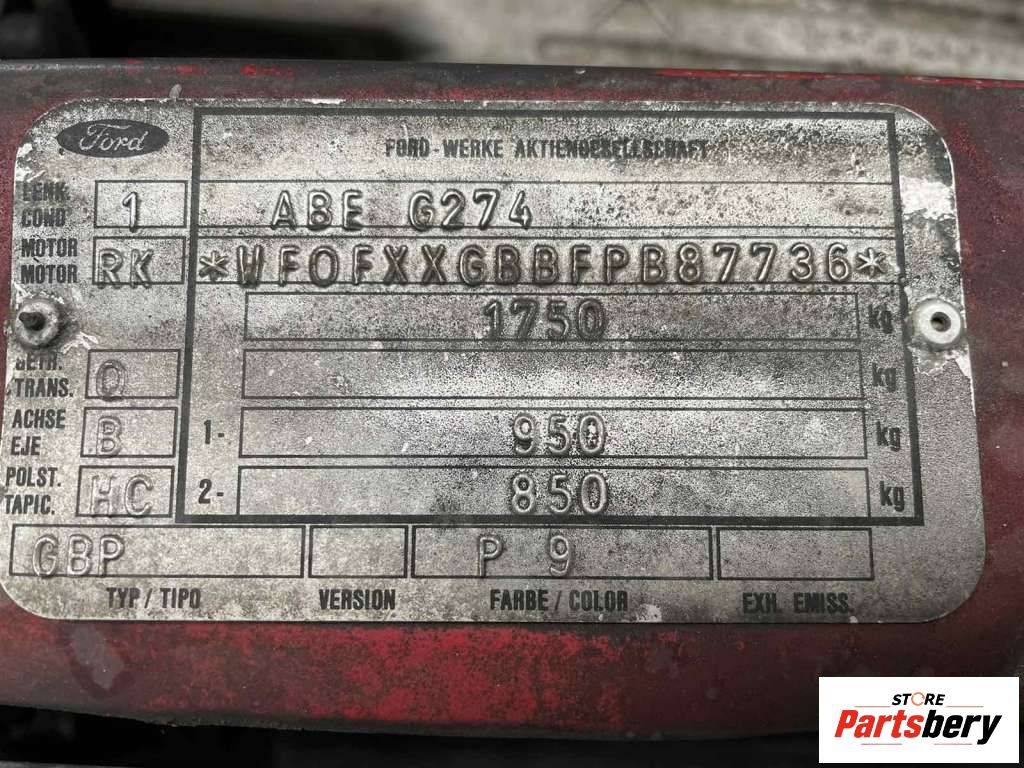 Ford
FORD-WERKE AKTIENGESELLSCHAFT
LENK.
COND 1 ABE G274
MOTOR
MOTOR RK *WF0FXXGBBFPB87736*
1750 kg
GETR.
TRANS. Q kg
ACHSE
EJE B 1- 950 kg
POLST.
TAPIC. HC 2- 850 kg
GBP P 9
TYP / TIPO VERSION FARBE / COLOR EXH. EMISS.
STORE
Partsbery